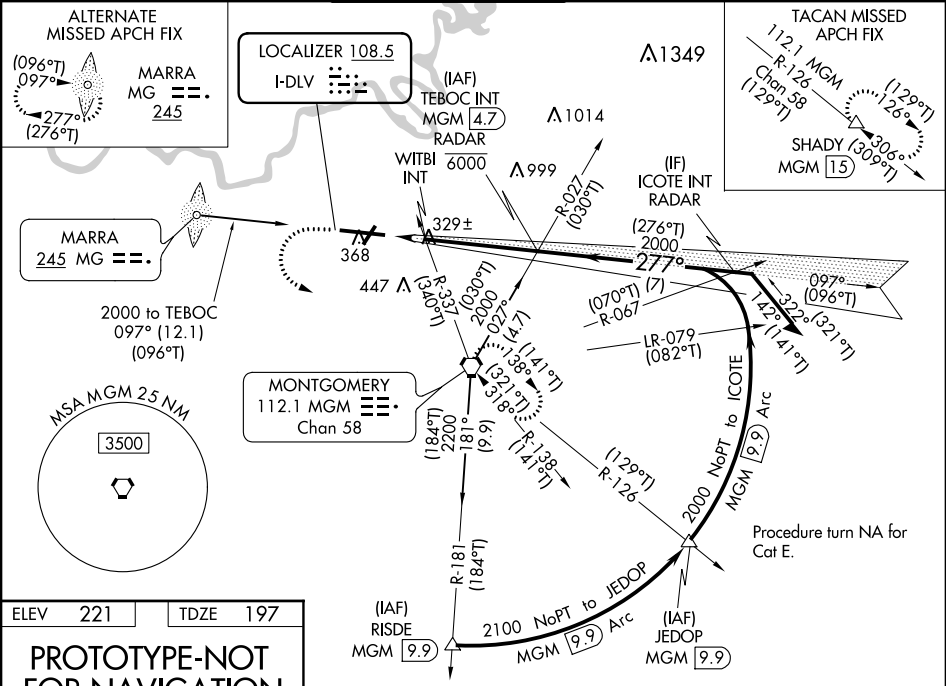 ALTERNATE
MISSED APCH FIX
(096°T)
097°
277°
(276°T)
MARRA
MG
245
LOCALIZER 108.5
I-DLV
(IAF)
TEBOC INT
MGM 4.7
RADAR
6000
WITBI
INT
1349
1014
999
TACAN MISSED
APCH FIX
112.1 MGM
R-126
Chan 58
(129°T)
(129°T)
126°
306°
(309°T)
SHADY
MGM 15
(IF)
ICOTE INT
RADAR
R-027
(030°T)
(276°T)
2000
277°
(7)
329±
368
447
MARRA
245 MG
2000 to TEBOC
097° (12.1)
(096°T)
R-337
(340°T)
(030°T)
2000
027°
(4.7)
(070°T)
R-067
LR-079
(082°T)
097°
(096°T)
142°
(141°T)
322°
(321°T)
MONTGOMERY
112.1 MGM
Chan 58
138°
(141°T)
(321°T)
318°
R-138
(141°T)
(129°T)
R-126
(184°T)
2200
181°
(9.9)
R-181
(184°T)
MSA MGM 25 NM
3500
2000 NoPT to ICOTE
MGM 9.9 Arc
Procedure turn NA for
Cat E.
2100 NoPT to JEDOP
MGM 9.9 Arc
(IAF)
RISDE
MGM 9.9
(IAF)
JEDOP
MGM 9.9
ELEV 221
TDZE 197
PROTOTYPE-NOT
FOR NAVIGATION